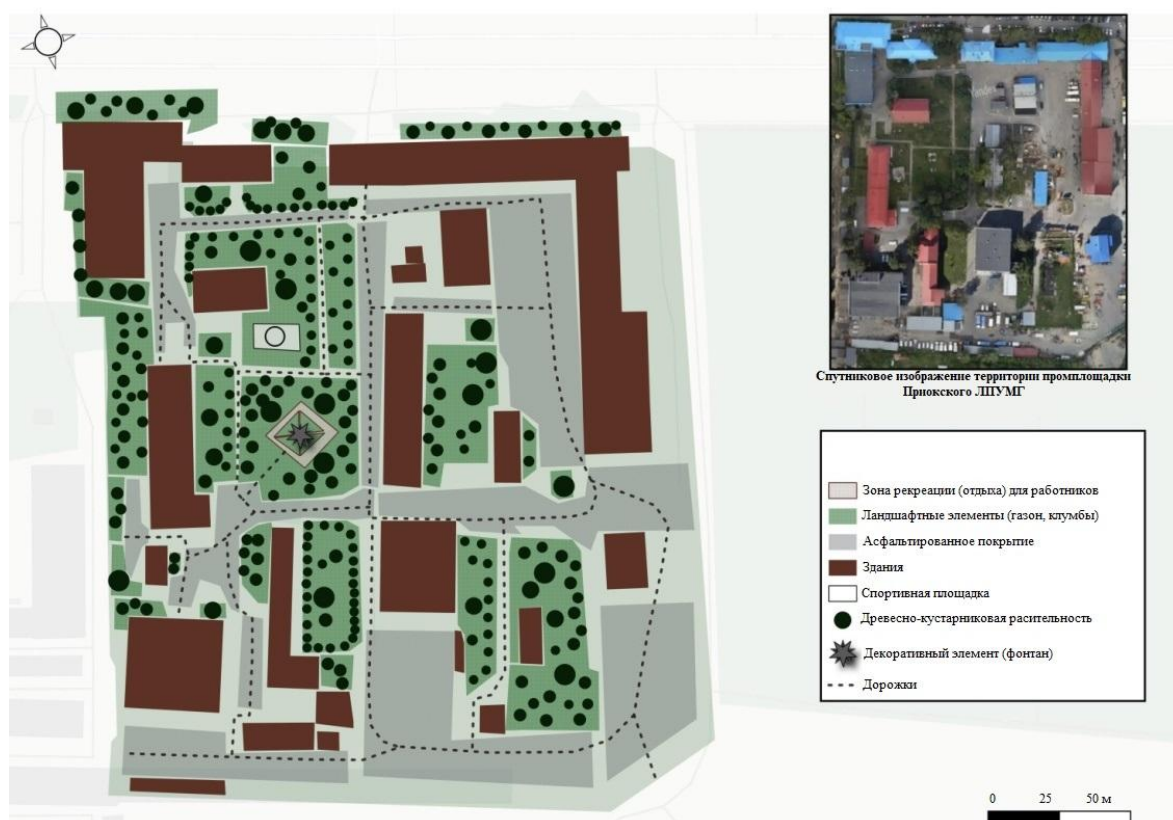 Спутниковое изображение территории промплощадки
Приокского ЛПУМГ
Зона рекреации (отдыха) для работников
Ландшафтные элементы (газон, клумбы)
Асфальтированное покрытие
Здания
Спортивная площадка
Древесно-кустарниковая расительность
Декоративный элемент (фонтан)
Дорожки
0 25 50 м